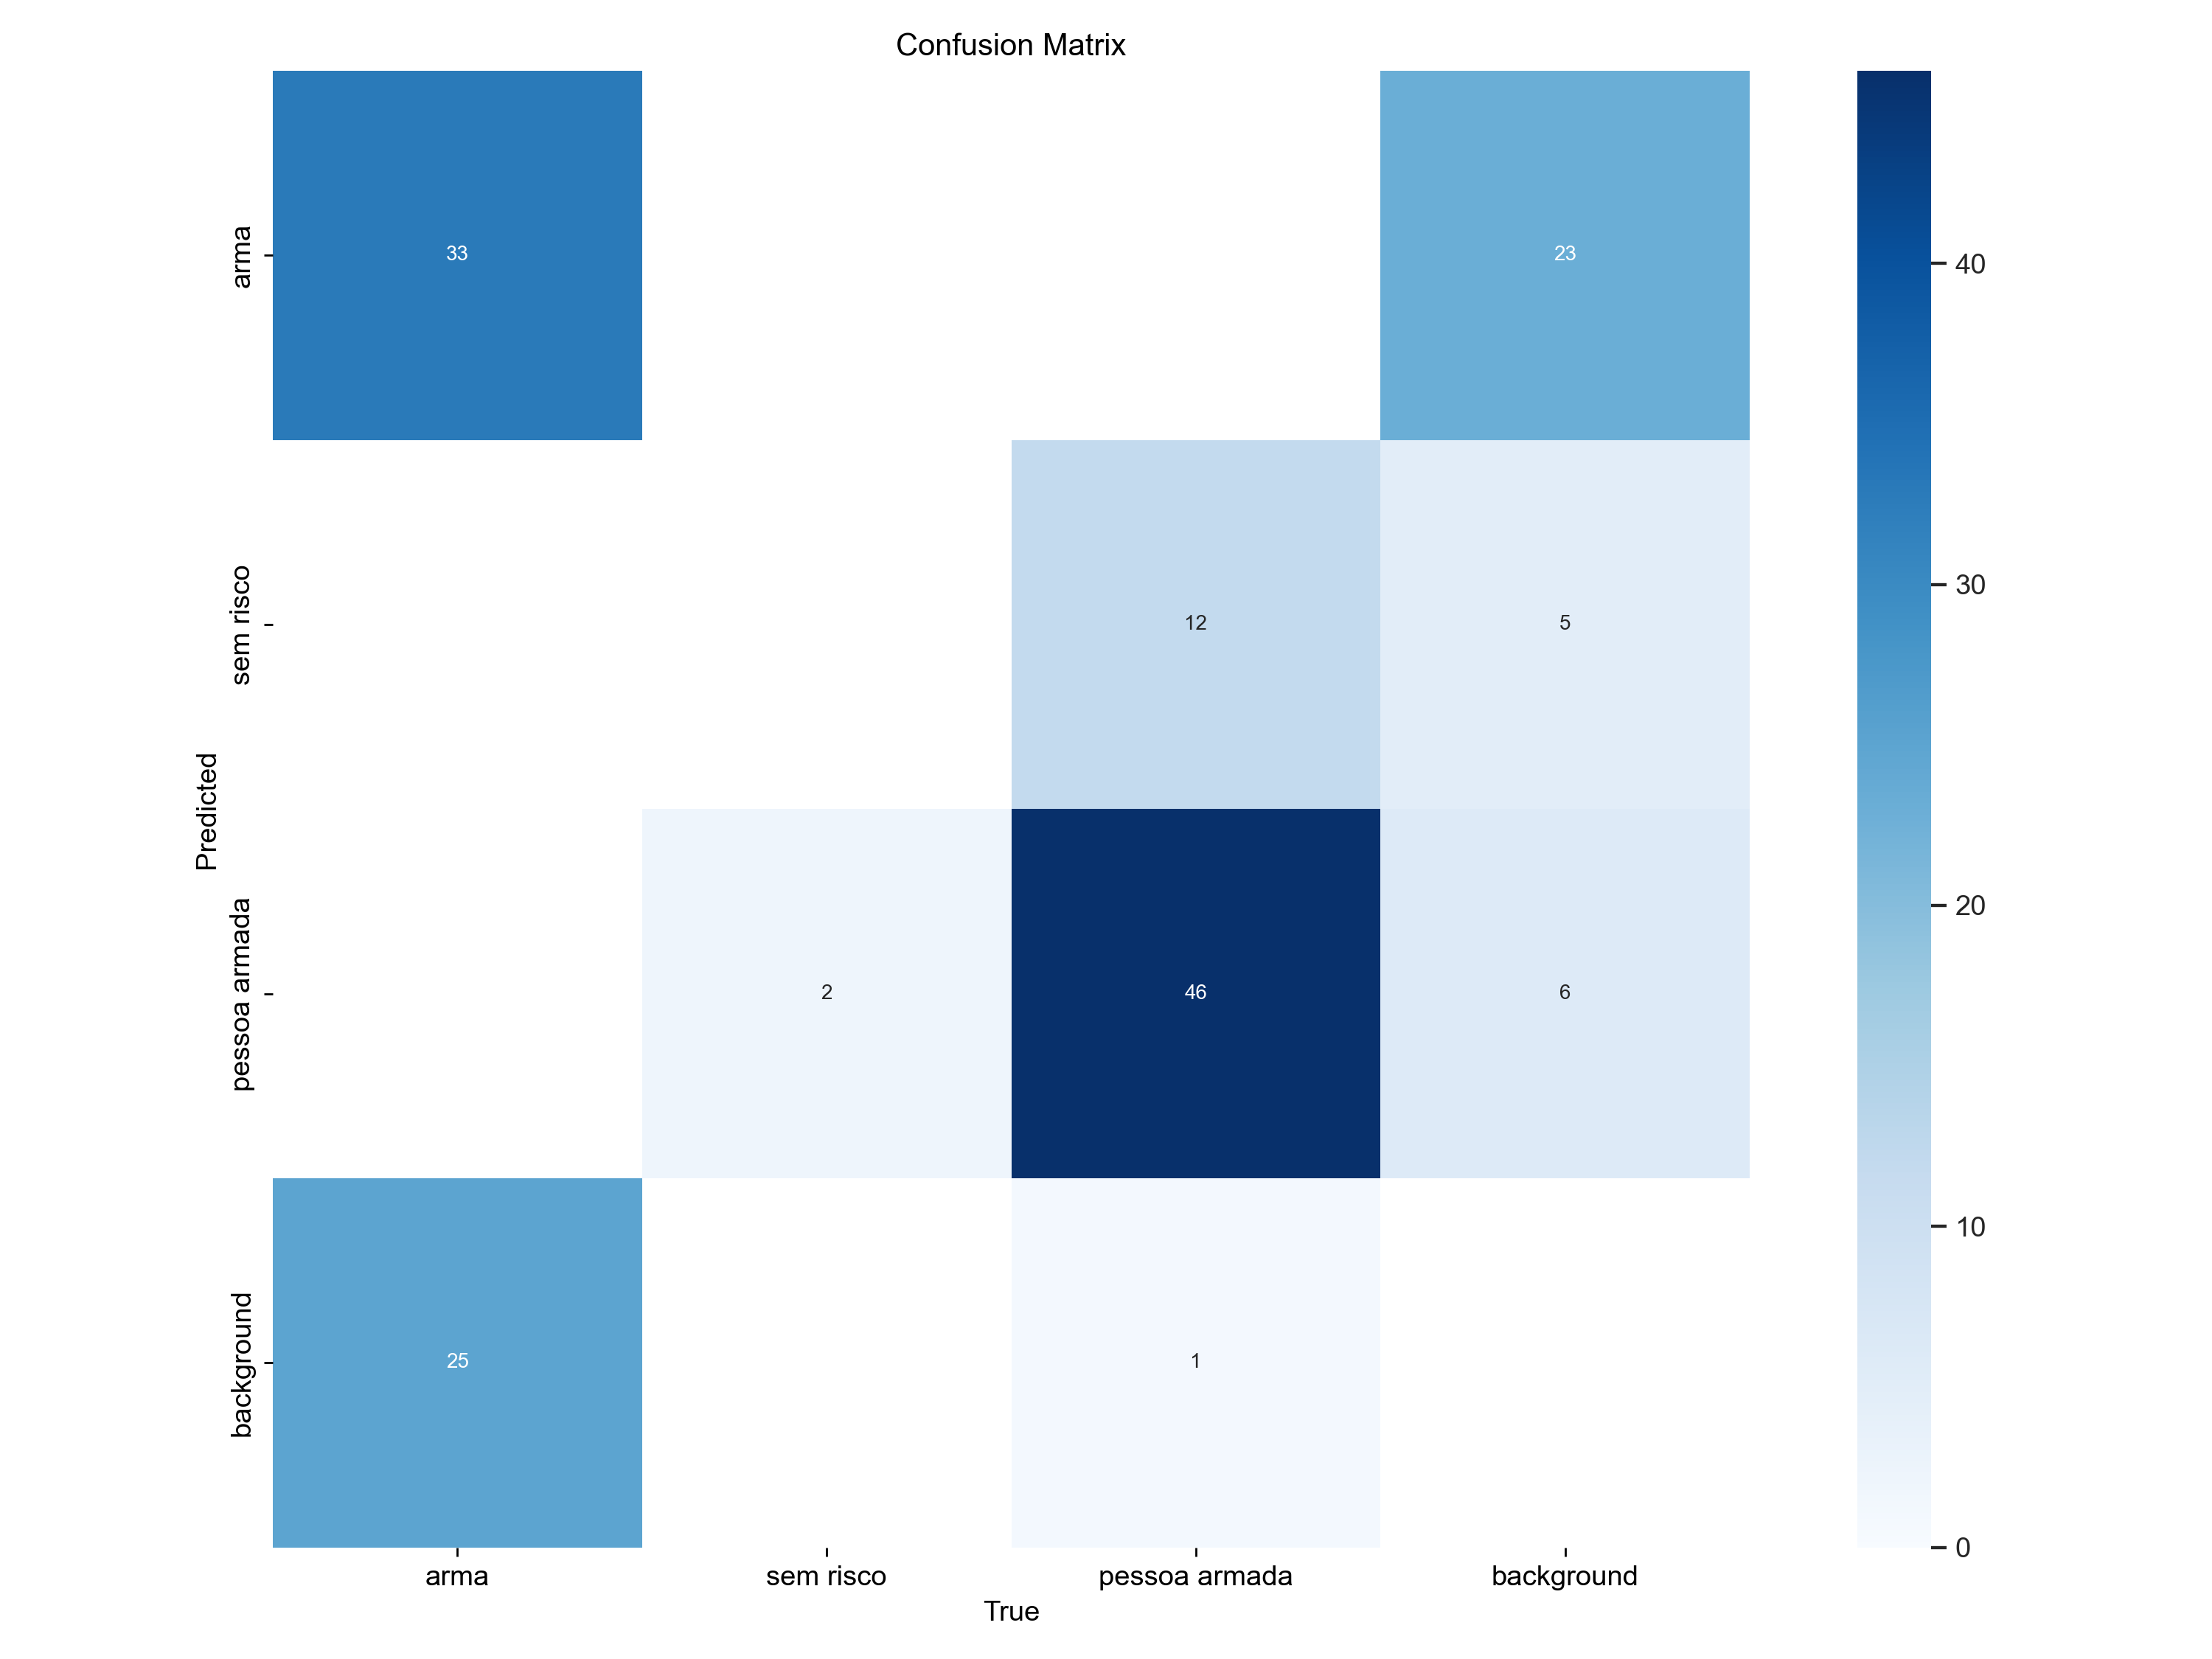 Confusion Matrix
arma
33
23
40
30
sem risco
12
5
Predicted
20
pessoa armada
2
46
6
10
background
25
1
0
arma
sem risco
pessoa armada
background
True